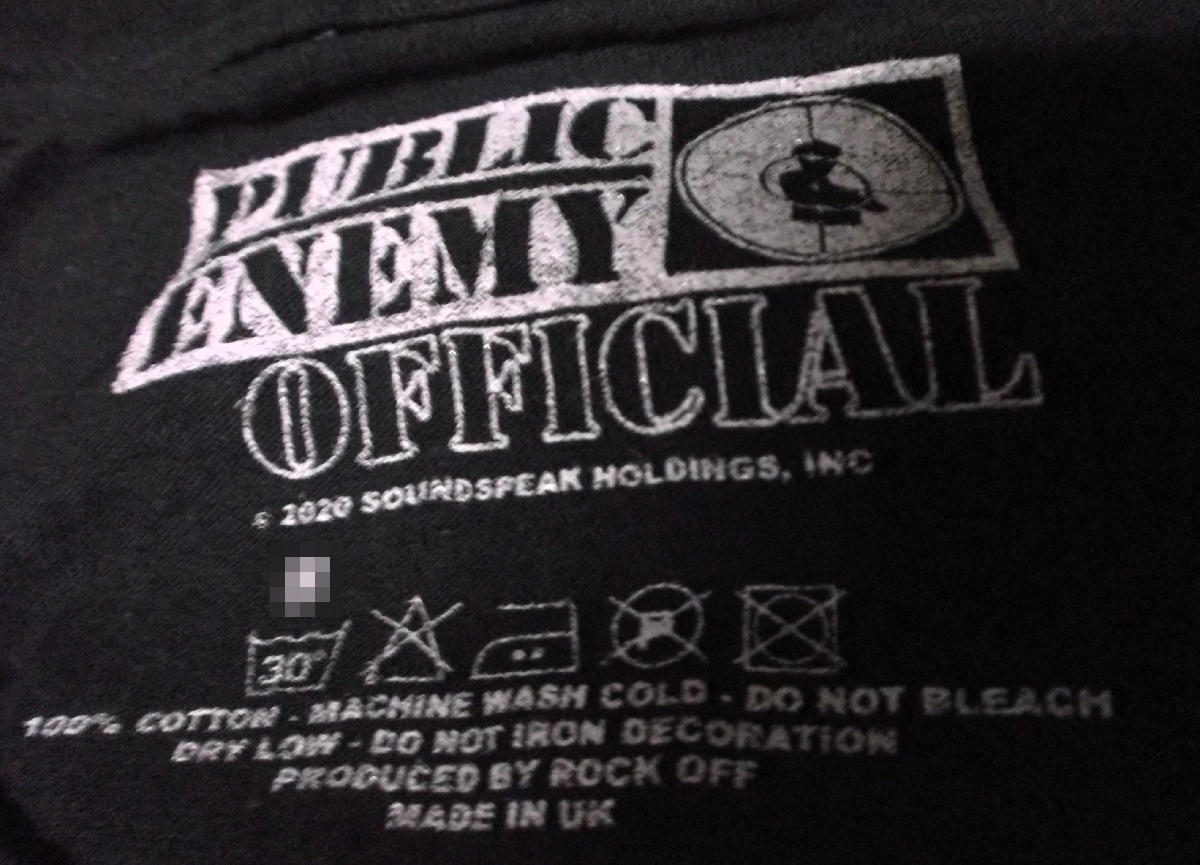 PUBLIC
ENEMY
OFFICIAL
© 2020 SOUNDSPEAK HOLDINGS, INC
30°
100% COTTON - MACHINE WASH COLD - DO NOT BLEACH
DRY LOW - DO NOT IRON DECORATION
PRODUCED BY ROCK OFF
MADE IN UK